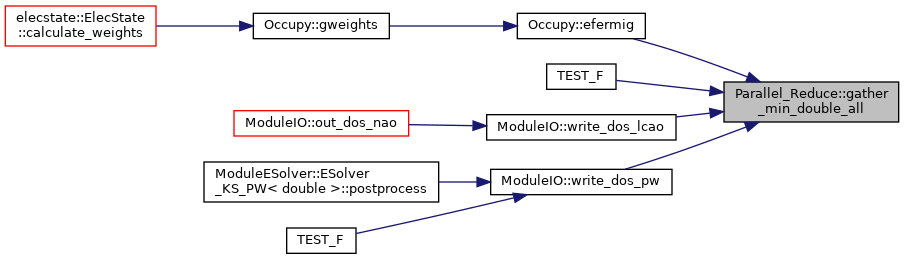 elecstate::ElecState
::calculate_weights
Occupy::gweights
Occupy::efermig
TEST_F
Parallel_Reduce::gather
_min_double_all
ModuleIO::out_dos_nao
ModuleIO::write_dos_lcao
ModuleESolver::ESolver
_KS_PW< double >::postprocess
ModuleIO::write_dos_pw
TEST_F